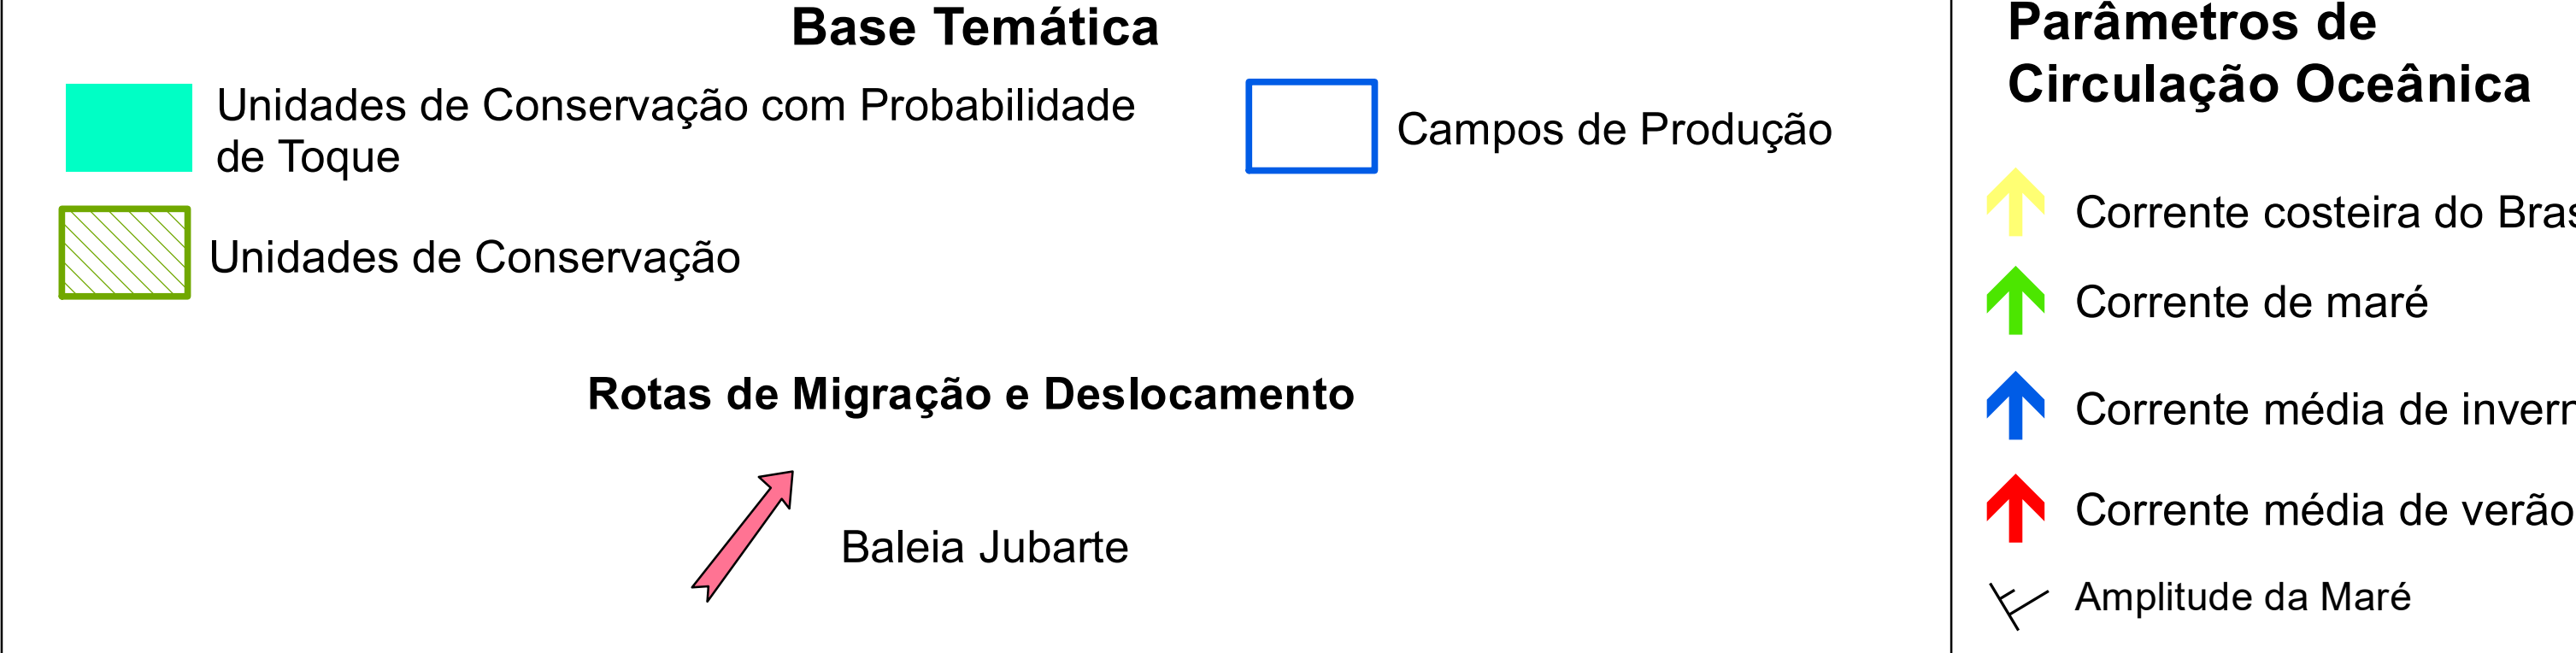 Base Temática
Unidades de Conservação com Probabilidade
de Toque
Campos de Produção
Unidades de Conservação
Rotas de Migração e Deslocamento
Baleia Jubarte
Parâmetros de
Circulação Oceânica
Corrente costeira do
Corrente de maré
Corrente média de
Corrente média de verão
Amplitude da Maré